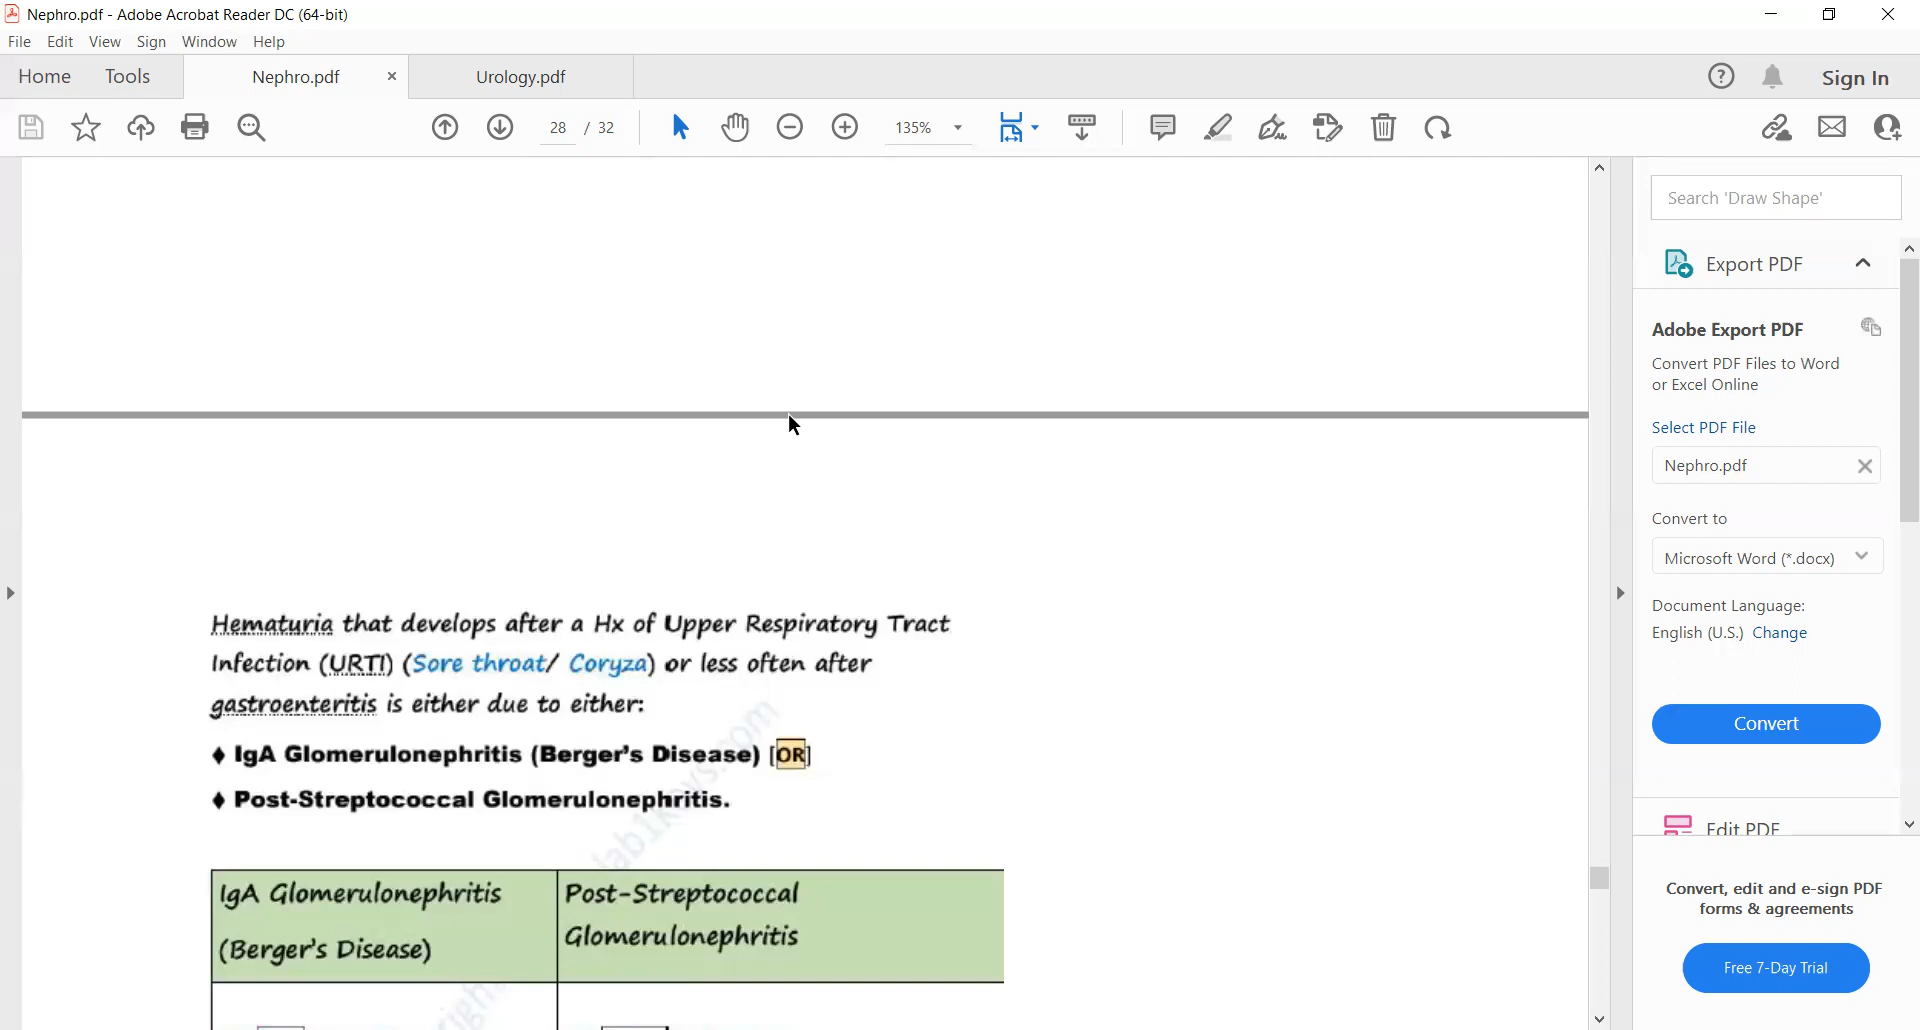 Nephro.pdf - Adobe Acrobat Reader DC (64-bit)
File Edit View Sign Window Help
Home Tools Nephro.pdf Urology.pdf Sign In
28 / 32 135%
Search 'Draw Shape'
Export PDF
Adobe Export PDF
Convert PDF Files to Word
or Excel Online
Select PDF File
Nephro.pdf
Convert to
Microsoft Word (*.docx)
Document Language:
English (U.S.) Change
Convert
Edit PDF
Convert, edit and e-sign PDF
forms & agreements
Free 7-Day Trial
Hematuria that develops after a Hx of Upper Respiratory Tract
Infection (URTI) (Sore throat/ Coryza) or less often after
gastroenteritis is either due to either:
♦ IgA Glomerulonephritis (Berger's Disease) [OR]
♦ Post-Streptococcal Glomerulonephritis.
IgA Glomerulonephritis
(Berger's Disease)
Post-Streptococcal
Glomerulonephritis